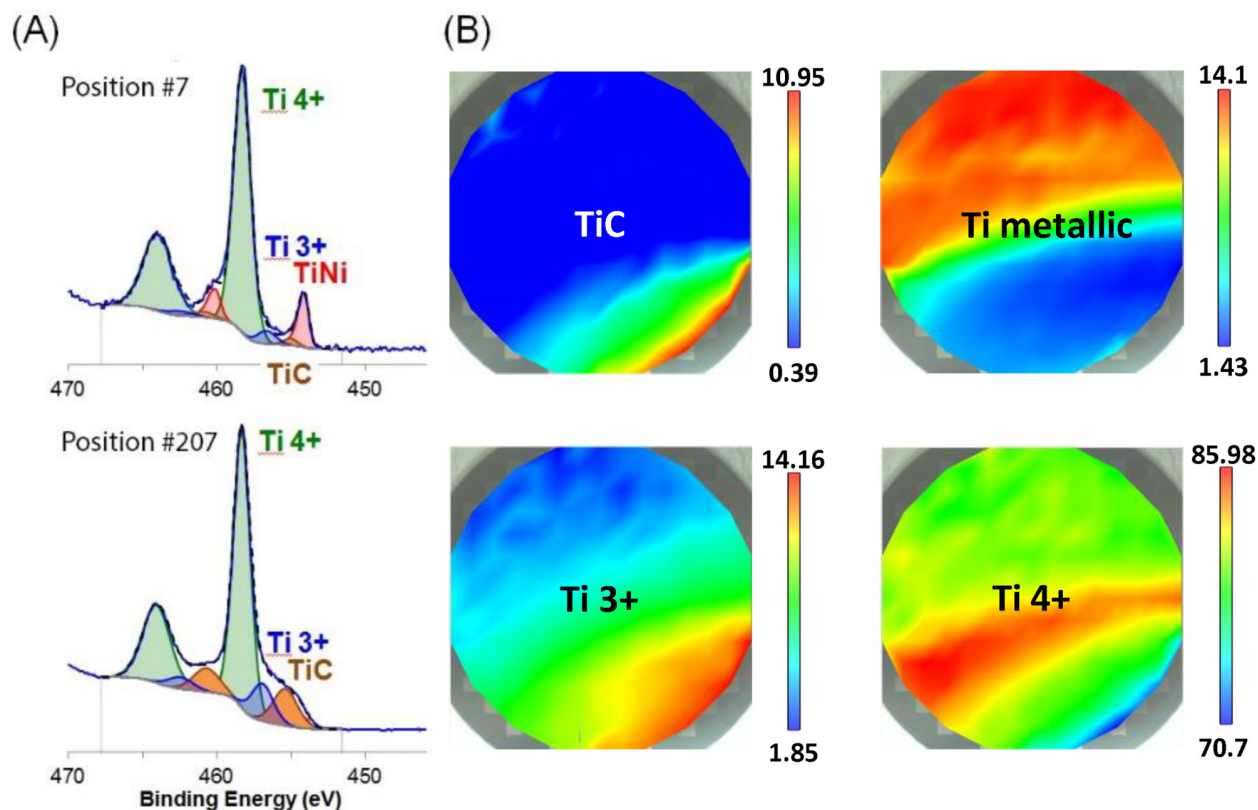 (A)
Position #7
Ti 4+
Ti 3+
TiNi
TiC
470 460 450
Position #207
Ti 4+
Ti 3+
TiC
470 460 450
Binding Energy (eV)
(B)
TiC
10.95
0.39
Ti metallic
14.1
1.43
Ti 3+
14.16
1.85
Ti 4+
85.98
70.7